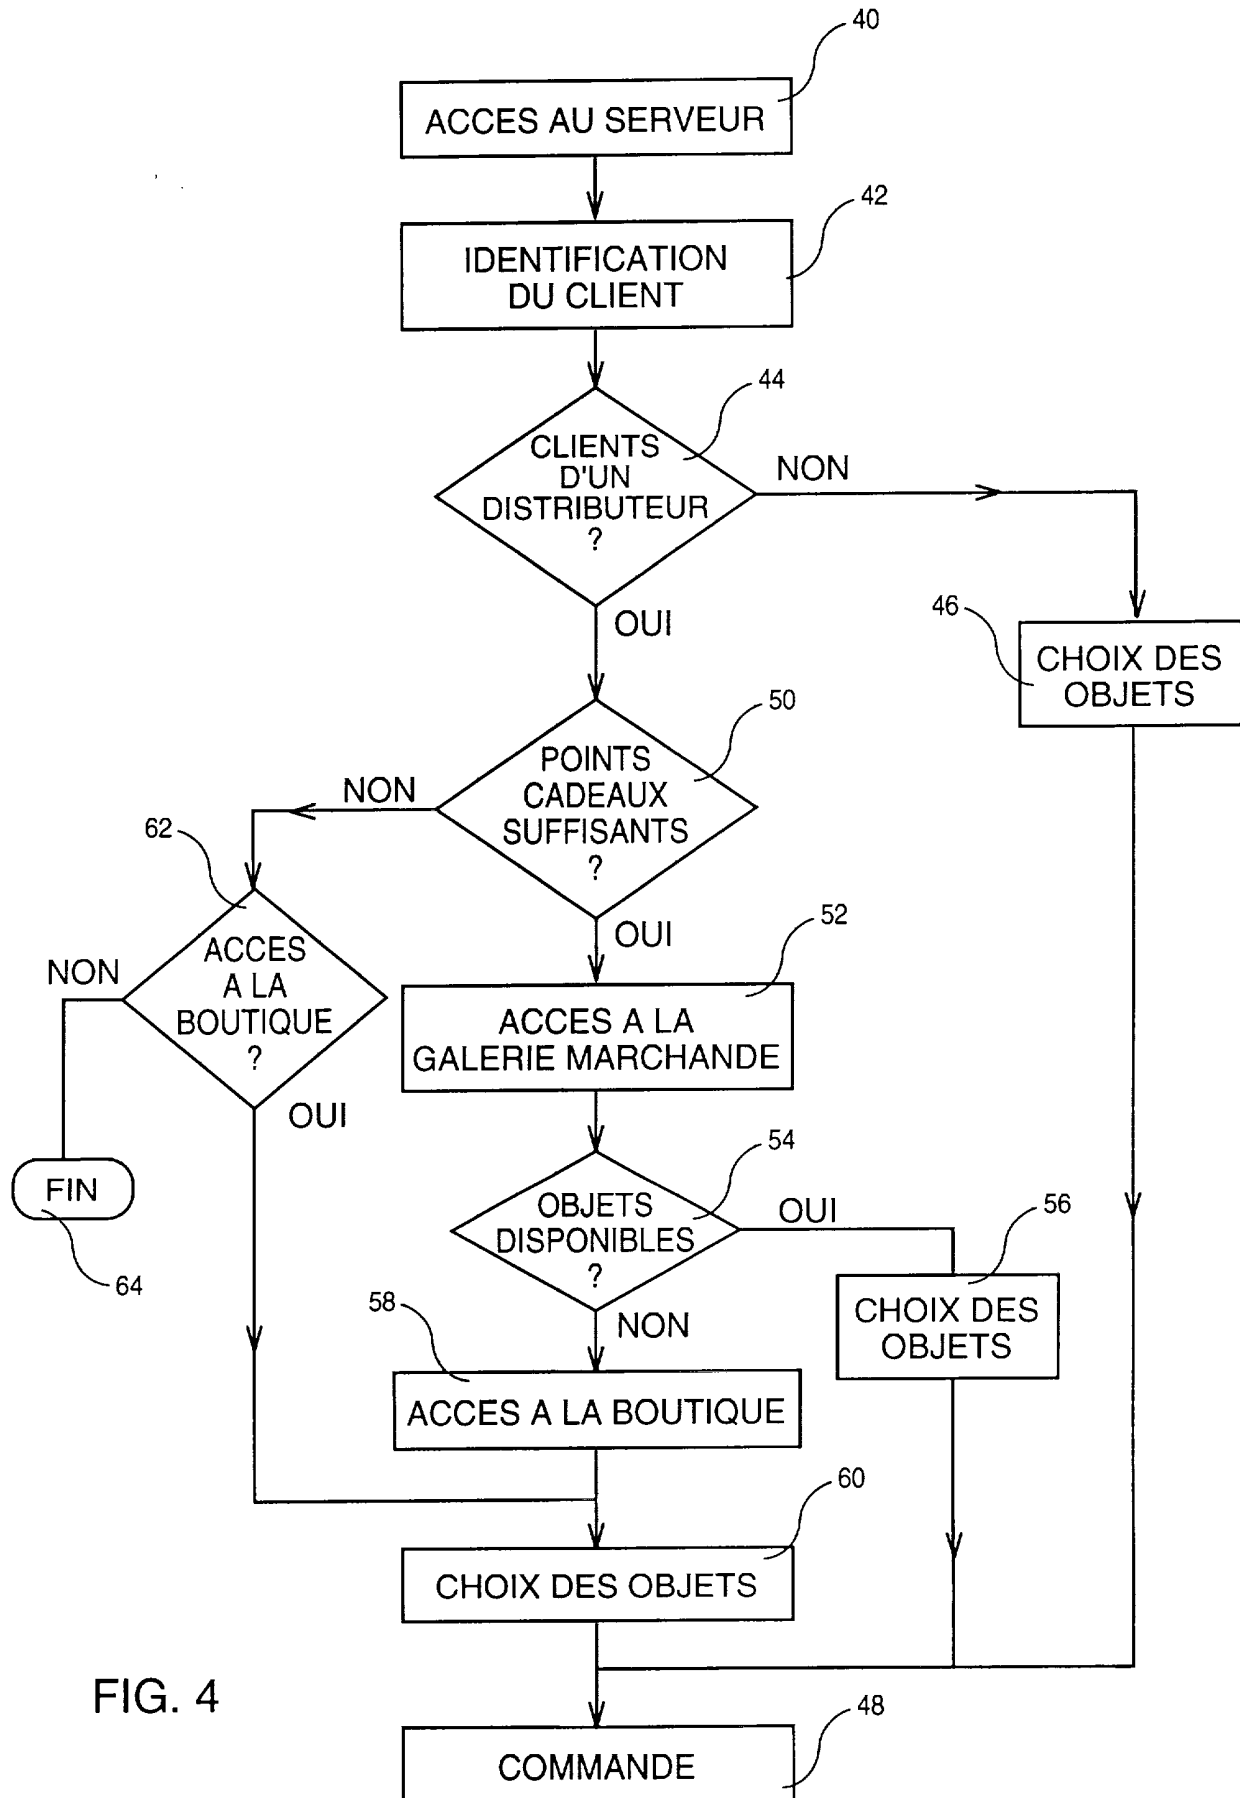 40
ACCES AU SERVEUR
42
IDENTIFICATION
DU CLIENT
44
CLIENTS
D'UN
DISTRIBUTEUR
?
NON
OUI
46
CHOIX DES
OBJETS
50
POINTS
CADEAUX
SUFFISANTS
?
NON
OUI
62
ACCES
A LA
BOUTIQUE
?
NON
OUI
FIN
64
52
ACCES A LA
GALERIE MARCHANDE
54
OBJETS
DISPONIBLES
?
OUI
NON
56
CHOIX DES
OBJETS
58
ACCES A LA BOUTIQUE
60
CHOIX DES OBJETS
FIG. 4
48
COMMANDE